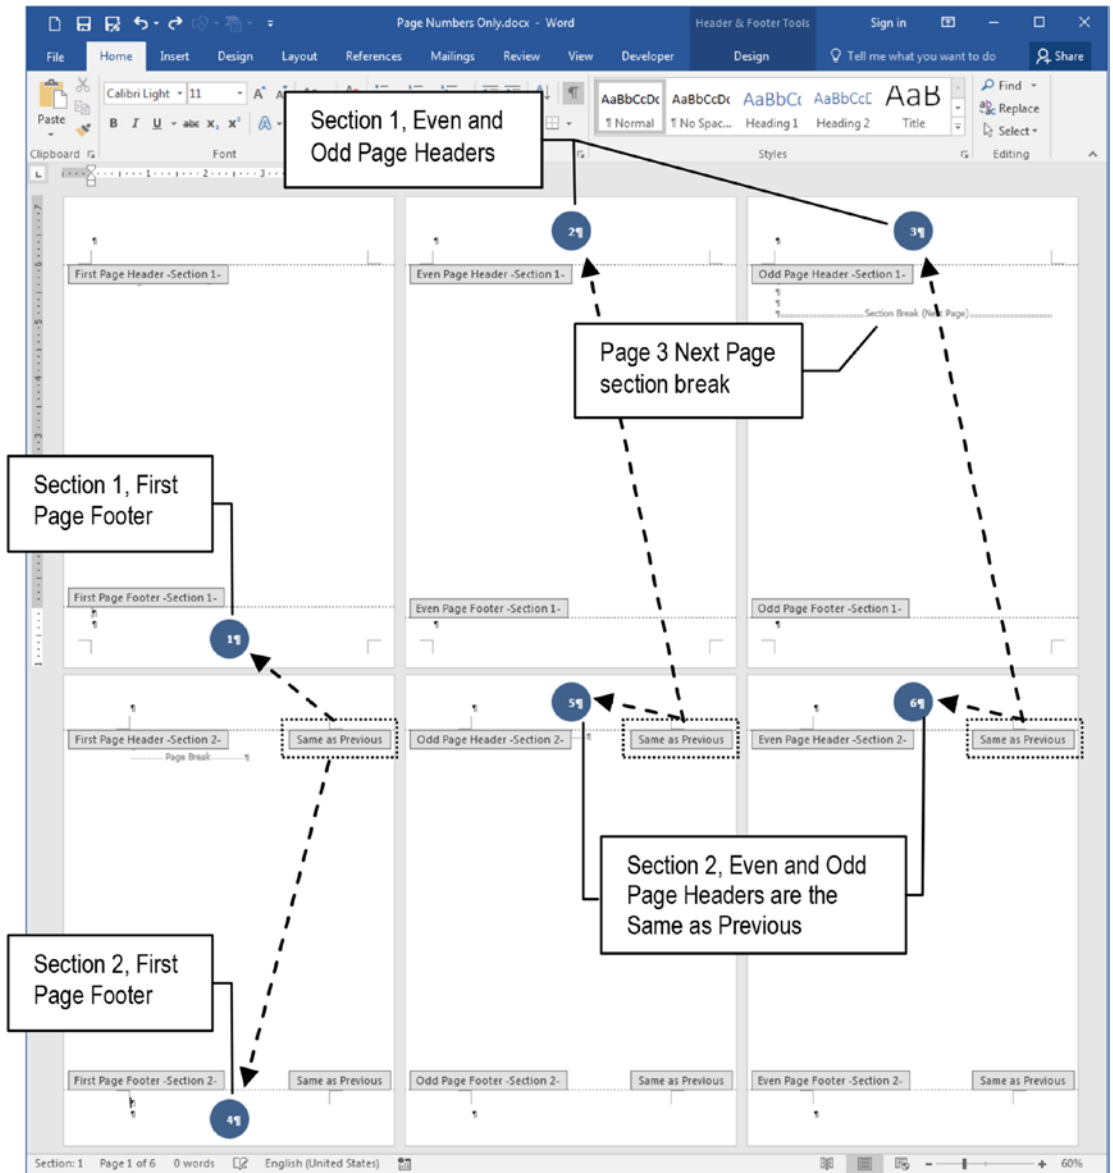 Page Numbers Only.docx - Word
Header & Footer Tools
Sign in
File Home Insert Design Layout References Mailings Review View Developer Design Tell me what you want to do Share
Paste
Calibri Light 11
B I U abc X₂ X²
AaBbCcDc AaBbCcDc AaBbCc AaBbCcE AaB
¶ Normal ¶ No Spac... Heading 1 Heading 2 Title
Find
Replace
Select
Clipboard Font Styles Editing
Section 1, Even and
Odd Page Headers
2¶
3¶
First Page Header -Section 1-
Even Page Header -Section 1-
Odd Page Header -Section 1-
Section Break (Next Page)
Page 3 Next Page
section break
Section 1, First
Page Footer
First Page Footer -Section 1-
Even Page Footer -Section 1-
Odd Page Footer -Section 1-
1¶
5¶
6¶
First Page Header -Section 2- Same as Previous
Odd Page Header -Section 2- Same as Previous
Even Page Header -Section 2- Same as Previous
Page Break
Section 2, Even and Odd
Page Headers are the
Same as Previous
Section 2, First
Page Footer
First Page Footer -Section 2- Same as Previous
Odd Page Footer -Section 2- Same as Previous
Even Page Footer -Section 2- Same as Previous
4¶
Section: 1 Page 1 of 6 0 words English (United States) 60%